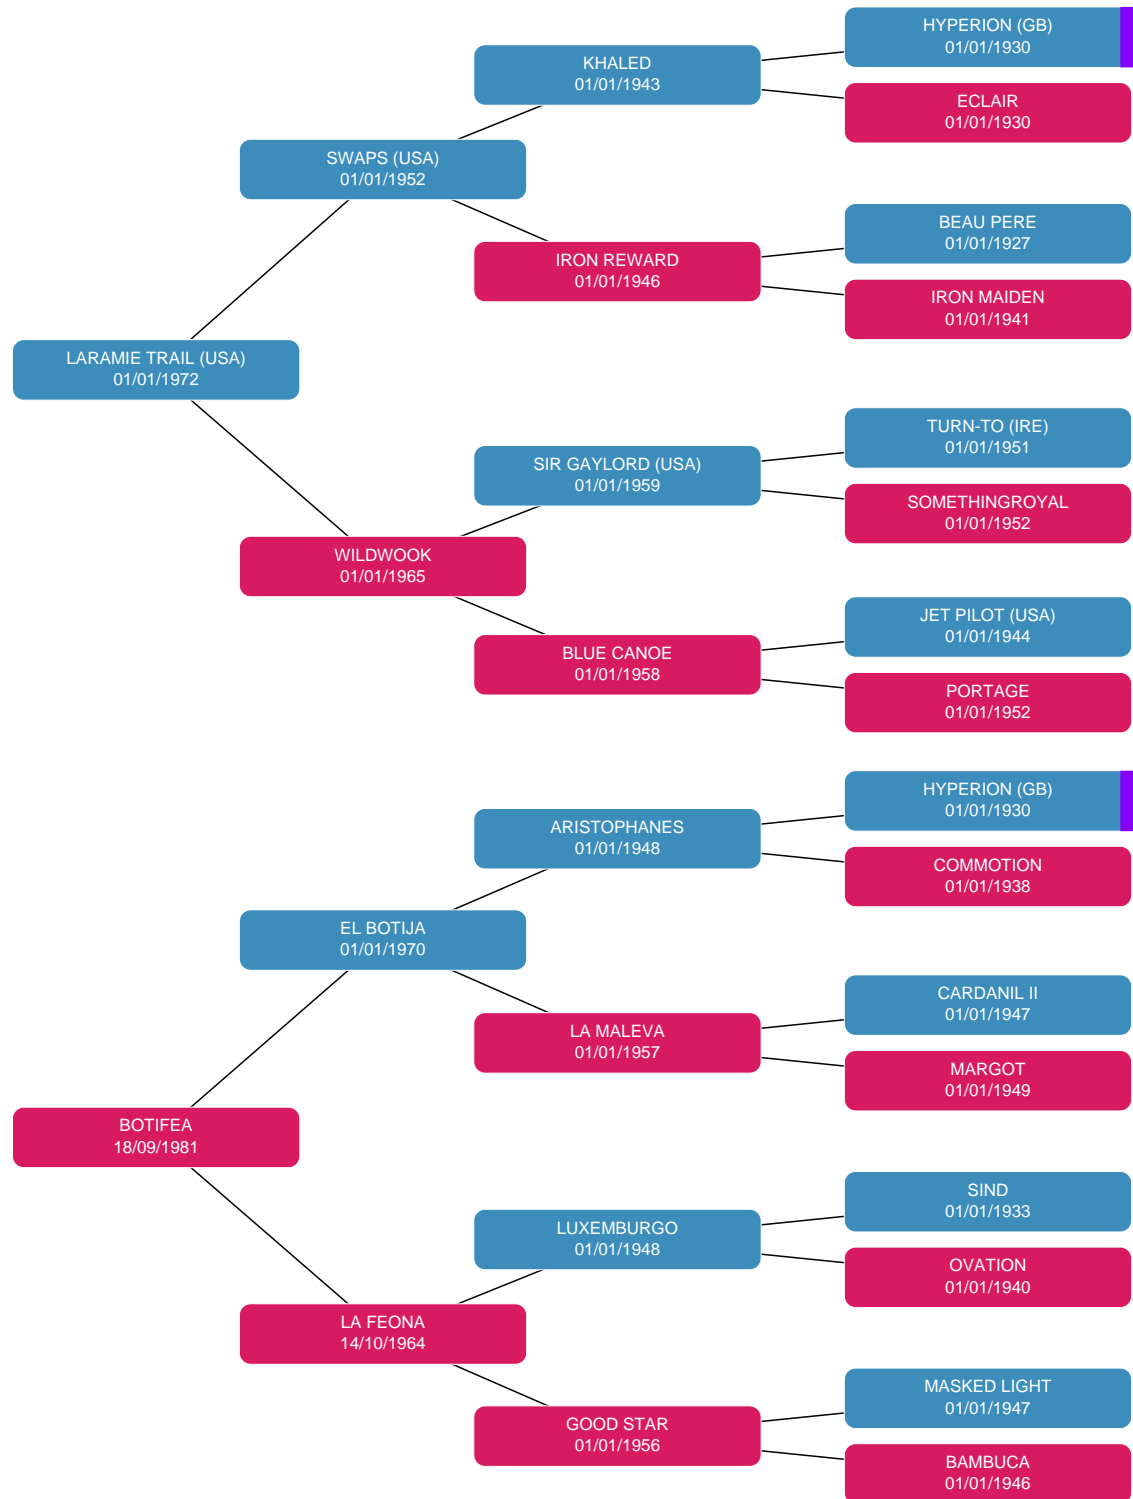 HYPERION (GB)
01/01/1930
KHALED
01/01/1943
ECLAIR
01/01/1930
SWAPS (USA)
01/01/1952
BEAU PERE
01/01/1927
IRON REWARD
01/01/1946
IRON MAIDEN
01/01/1941
LARAMIE TRAIL (USA)
01/01/1972
TURN-TO (IRE)
01/01/1951
SIR GAYLORD (USA)
01/01/1959
SOMETHINGROYAL
01/01/1952
WILDWOOK
01/01/1965
JET PILOT (USA)
01/01/1944
BLUE CANOE
01/01/1958
PORTAGE
01/01/1952
HYPERION (GB)
01/01/1930
ARISTOPHANES
01/01/1948
COMMOTION
01/01/1938
EL BOTIJA
01/01/1970
CARDANIL II
01/01/1947
LA MALEVA
01/01/1957
MARGOT
01/01/1949
BOTIFEA
18/09/1981
SIND
01/01/1933
LUXEMBURGO
01/01/1948
OVATION
01/01/1940
LA FEONA
14/10/1964
MASKED LIGHT
01/01/1947
GOOD STAR
01/01/1956
BAMBUCA
01/01/1946